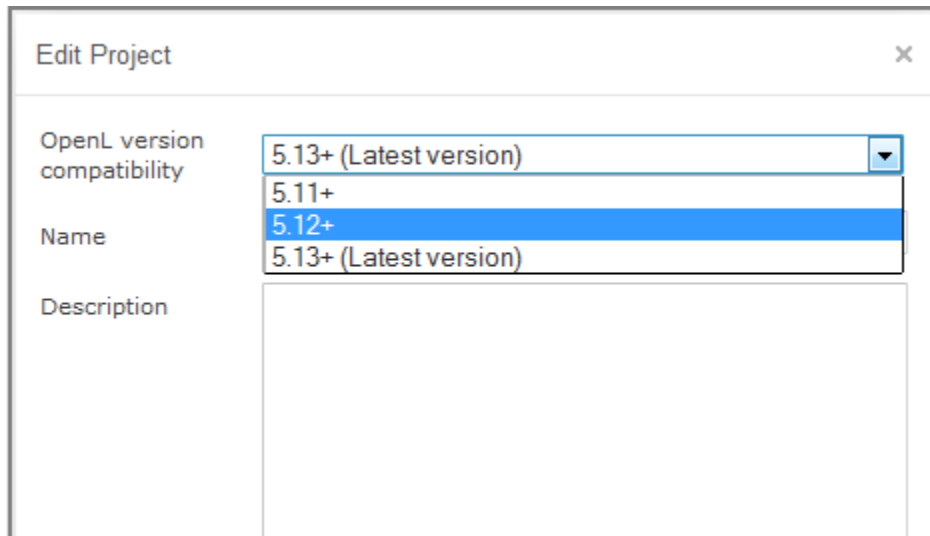 Edit Project ×
OpenL version
compatibility
5.13+ (Latest version)
5.11+
5.12+
5.13+ (Latest version)
Name
Description